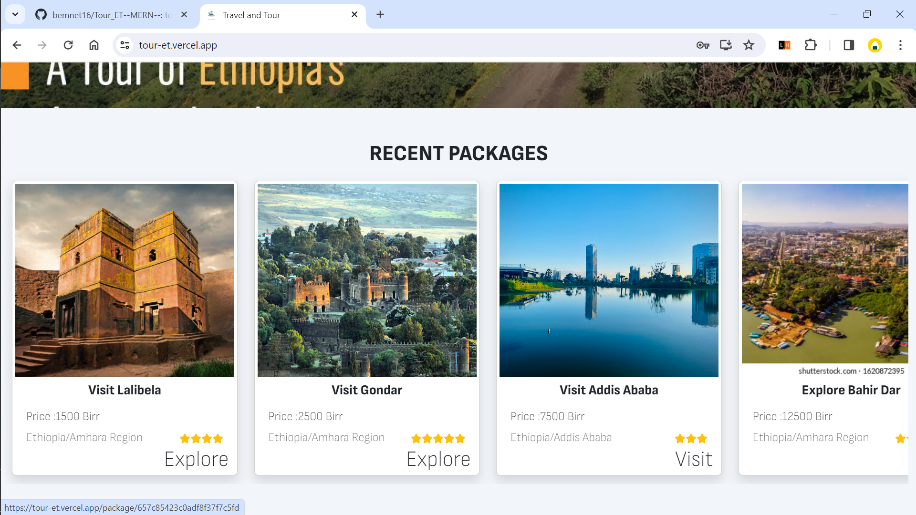 bemnet16/Tour_ET--MERN--: to
Travel and Tour
tour-et.vercel.app
A Tour of Ethiopia's
RECENT PACKAGES
Visit Lalibela
Price :1500 Birr
Ethiopia/Amhara Region
Explore
Visit Gondar
Price :2500 Birr
Ethiopia/Amhara Region
Explore
Visit Addis Ababa
Price :7500 Birr
Ethiopia/Addis Ababa
Visit
shutterstock.com · 1620872395
Explore Bahir Dar
Price :12500 Birr
Ethiopia/Amhara Region
https://tour-et.vercel.app/package/657c85423c0adf8f37f7c5fd